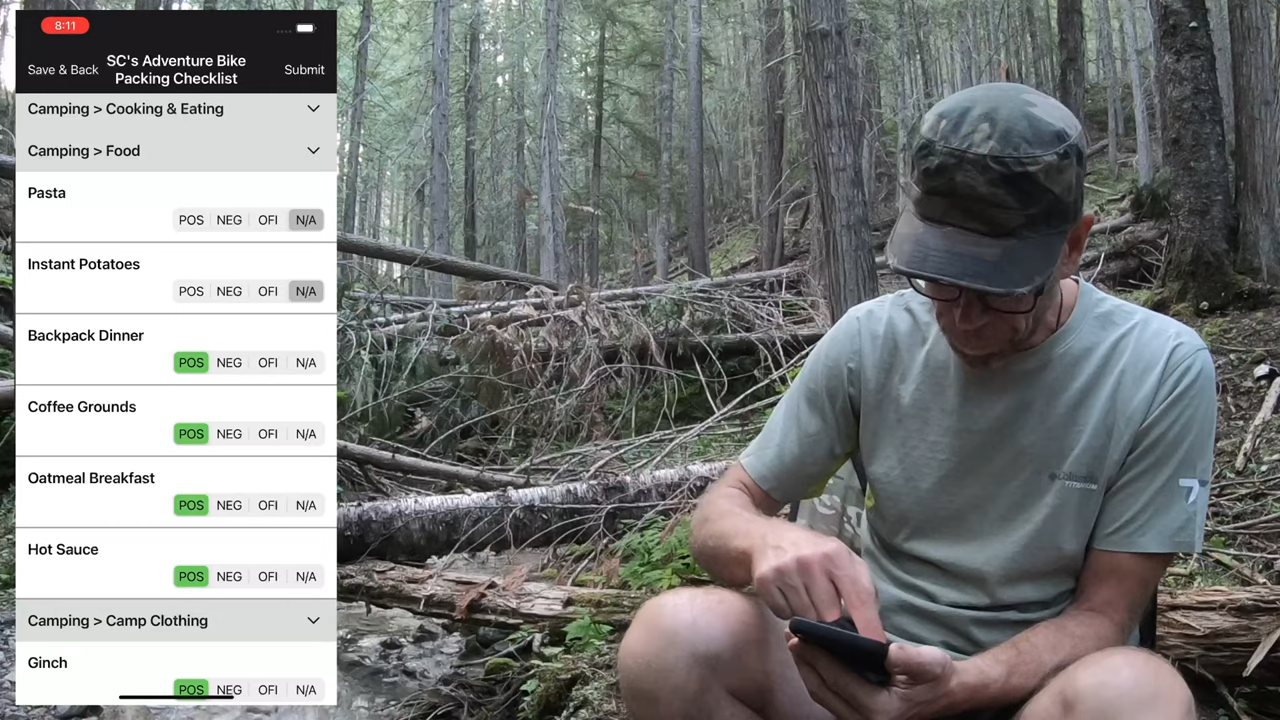 8:11
Save & Back
SC's Adventure Bike
Packing Checklist
Submit
Camping > Cooking & Eating
Camping > Food
Pasta
POS NEG OFI N/A
Instant Potatoes
POS NEG OFI N/A
Backpack Dinner
POS NEG OFI N/A
Coffee Grounds
POS NEG OFI N/A
Oatmeal Breakfast
POS NEG OFI N/A
Hot Sauce
POS NEG OFI N/A
Camping > Camp Clothing
Ginch
POS NEG OFI N/A
Columbia
TITANIUM